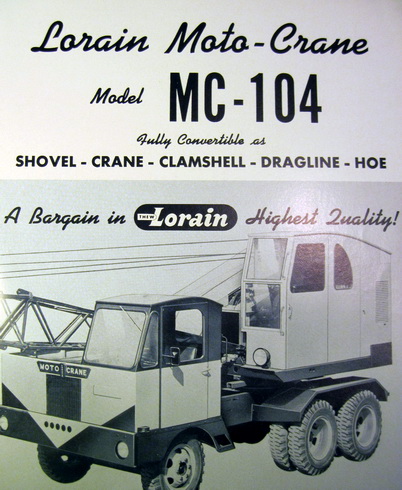 Lorain Moto-Crane
Model MC-104
Fully Convertible as
SHOVEL - CRANE - CLAMSHELL - DRAGLINE - HOE
A Bargain in THEW Lorain Highest Quality!
MOTO CRANE